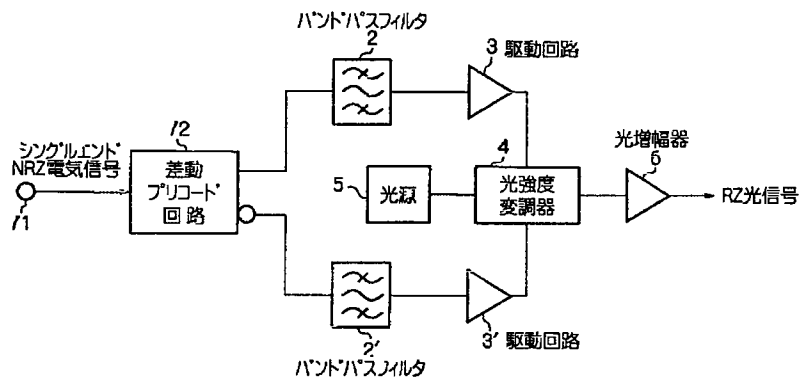 バンドパスフィルタ
2
3 駆動回路
シングルエンド
NRZ電気信号
11
12
差動
プリコード
回路
5
光源
4
光強度
変調器
光増幅器
6
RZ光信号
2'
バンドパスフィルタ
3' 駆動回路